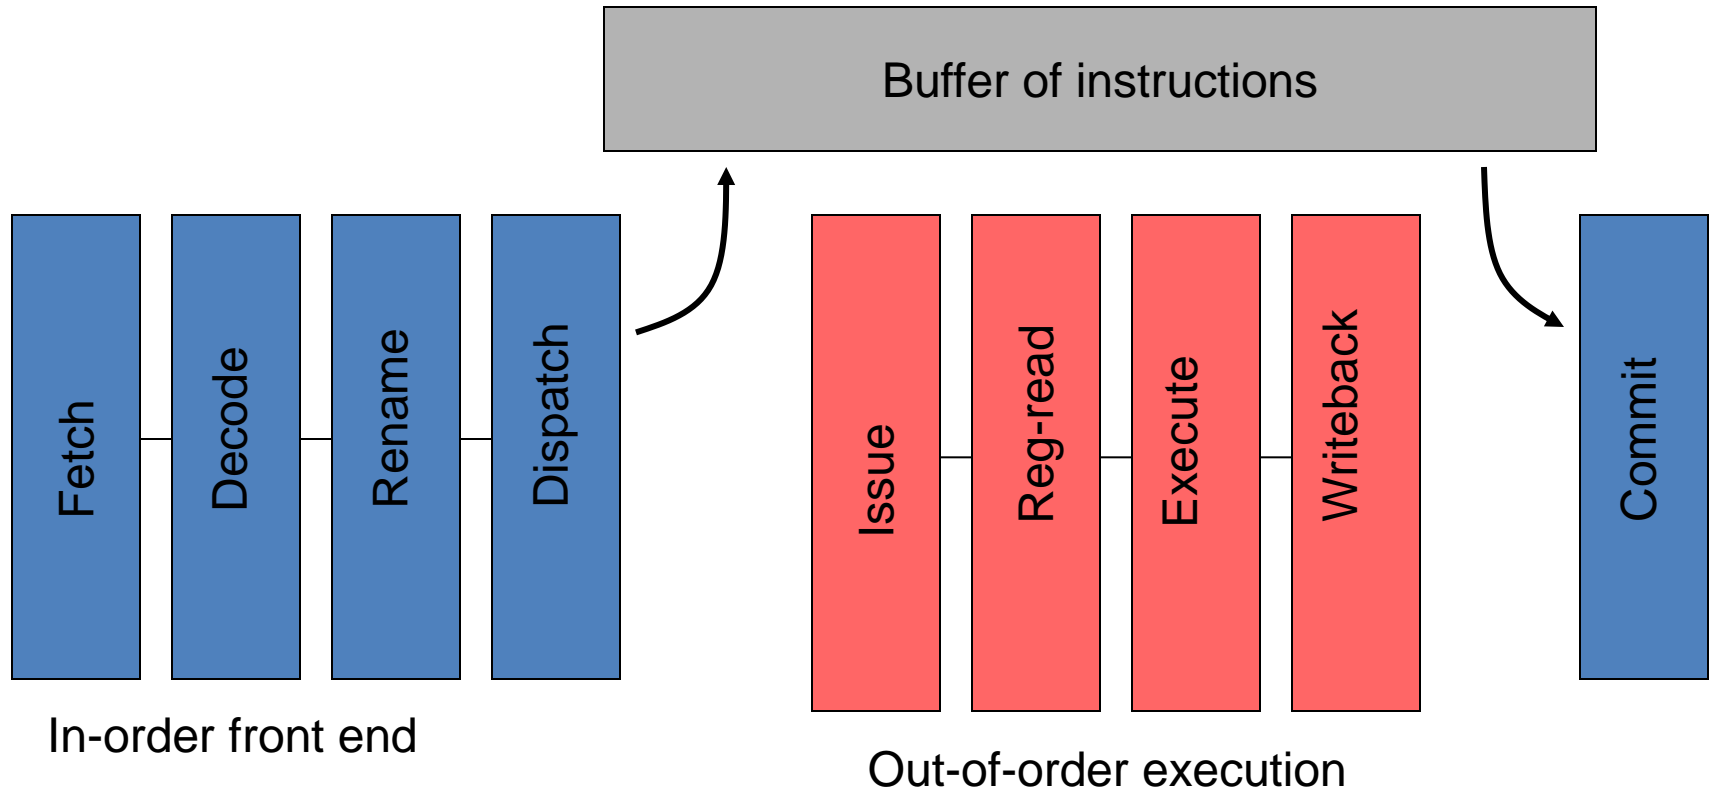 Buffer of instructions
Fetch
Decode
Rename
Dispatch
Issue
Reg-read
Execute
Writeback
Commit
In-order front end
Out-of-order execution